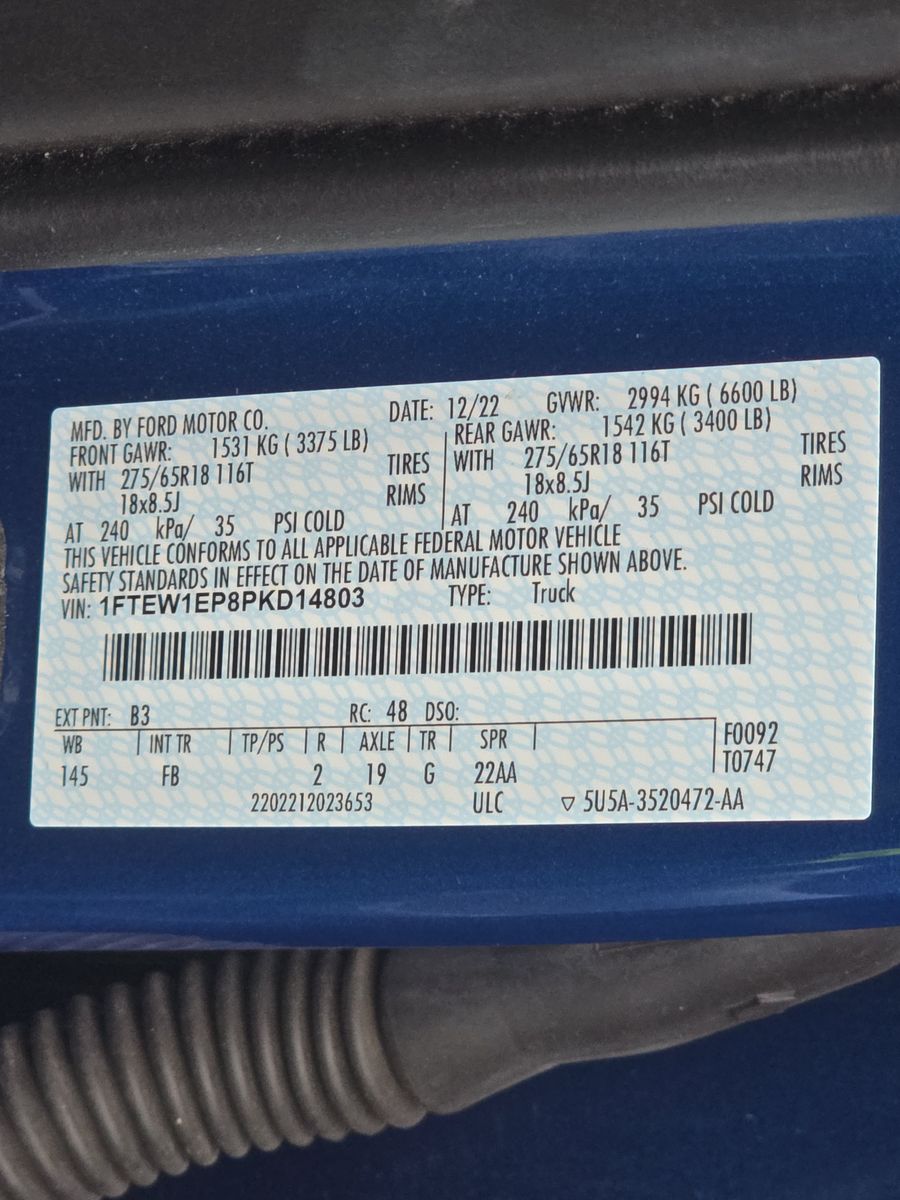 MFD. BY FORD MOTOR CO. DATE: 12/22 GVWR: 2994 KG ( 6600 LB)
FRONT GAWR: 1531 KG ( 3375 LB) REAR GAWR: 1542 KG ( 3400 LB)
WITH 275/65R18 116T TIRES WITH 275/65R18 116T TIRES
18x8.5J RIMS 18x8.5J RIMS
AT 240 kPa/ 35 PSI COLD AT 240 kPa/ 35 PSI COLD
THIS VEHICLE CONFORMS TO ALL APPLICABLE FEDERAL MOTOR VEHICLE
SAFETY STANDARDS IN EFFECT ON THE DATE OF MANUFACTURE SHOWN ABOVE.
VIN: 1FTEW1EP8PKD14803 TYPE: Truck
EXT PNT: B3 RC: 48 DSO:
WB INT TR TP/PS R AXLE TR SPR F0092
145 FB 2 19 G 22AA T0747
2202212023653 ULC ▽ 5U5A-3520472-AA